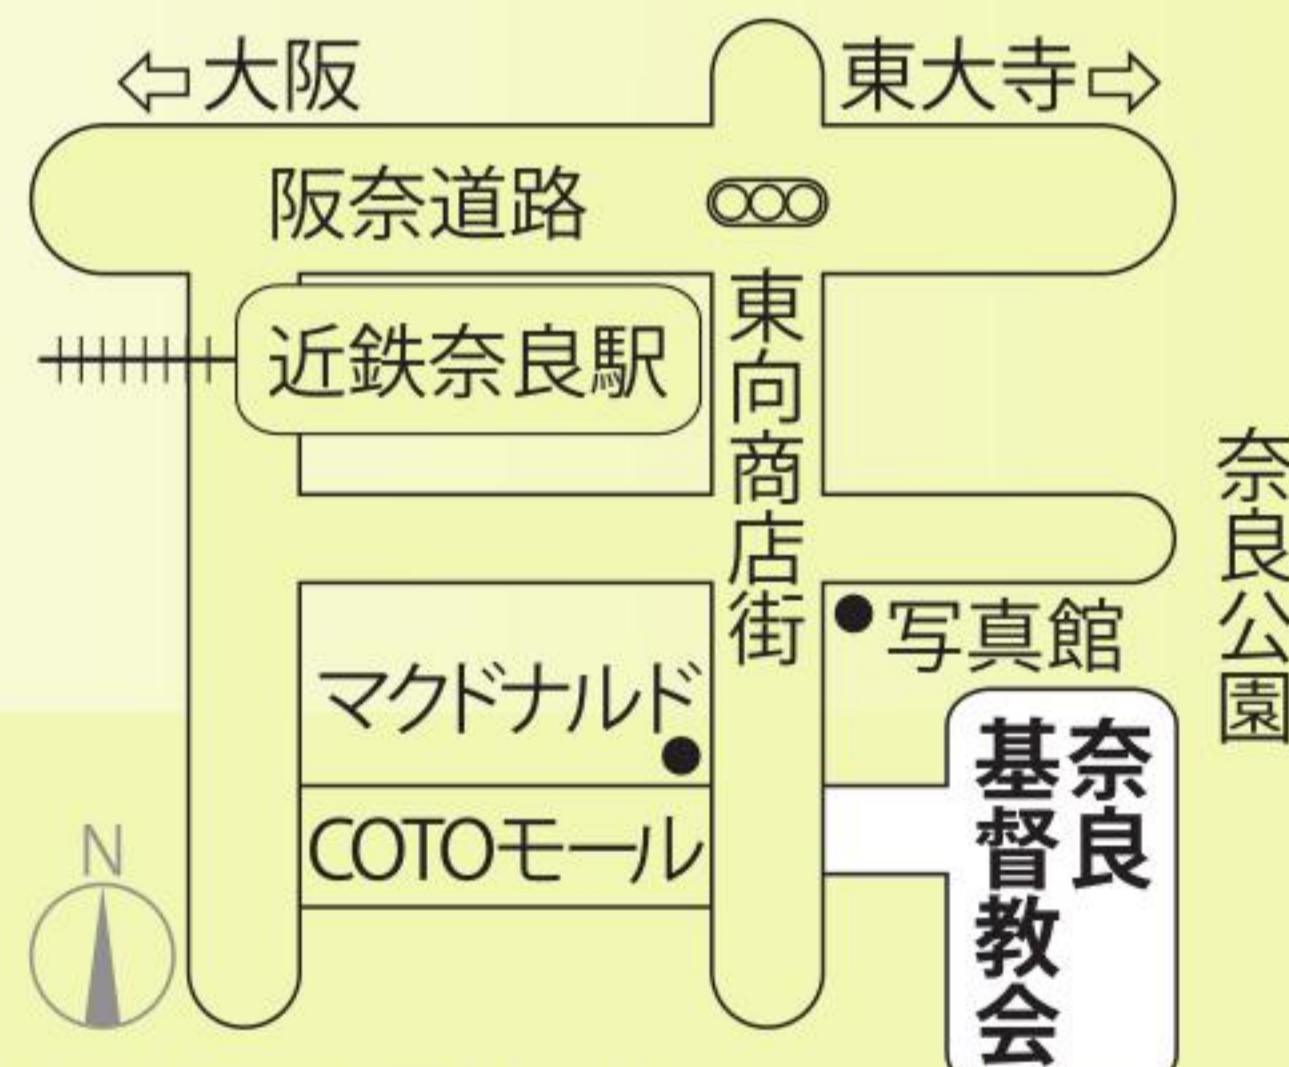 大阪
東大寺
阪奈道路
近鉄奈良駅
東向商店街
奈良公園
写真館
マクドナルド
奈良
基督教会
COTOモール
N